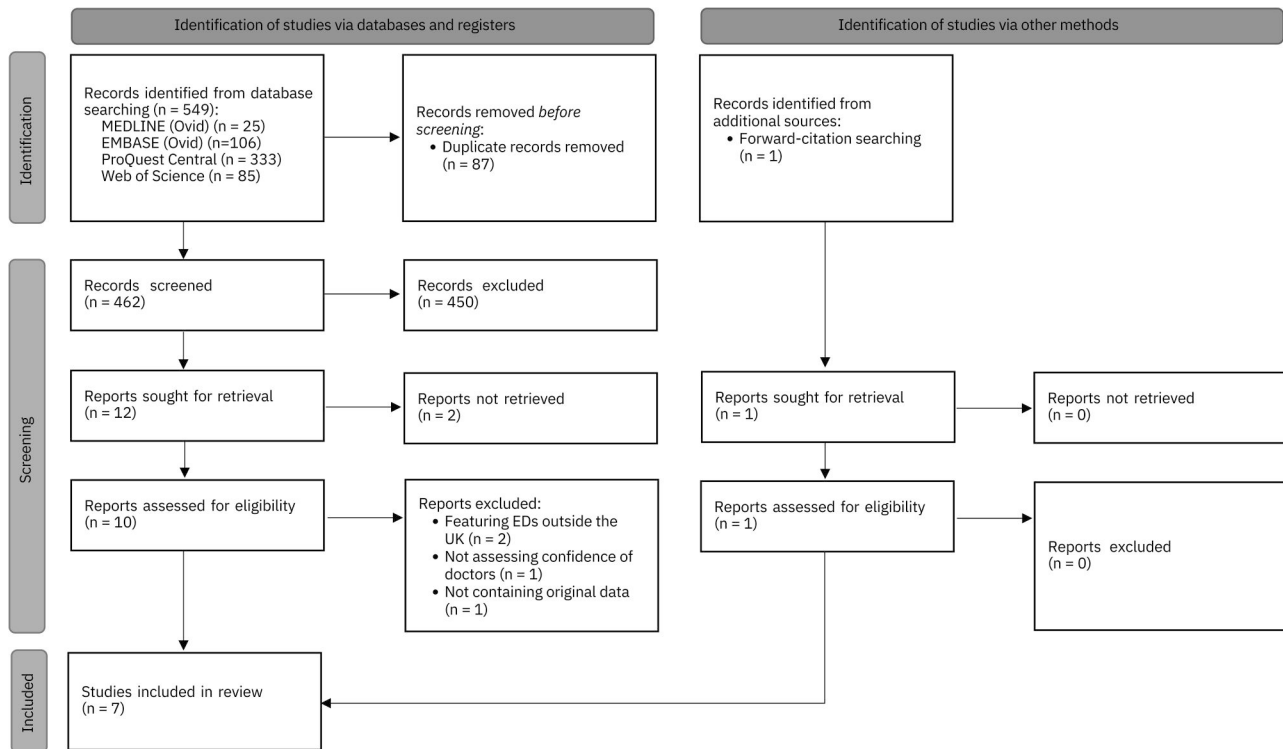 Identification of studies via databases and registers
Identification of studies via other methods
Identification
Records identified from database
searching (n = 549):
MEDLINE (Ovid) (n = 25)
EMBASE (Ovid) (n=106)
ProQuest Central (n = 333)
Web of Science (n = 85)
Records removed before
screening:
• Duplicate records removed
(n = 87)
Records identified from
additional sources:
• Forward-citation searching
(n = 1)
Screening
Records screened
(n = 462)
Records excluded
(n = 450)
Reports sought for retrieval
(n = 12)
Reports not retrieved
(n = 2)
Reports sought for retrieval
(n = 1)
Reports not retrieved
(n = 0)
Reports assessed for eligibility
(n = 10)
Reports excluded:
• Featuring EDs outside the
UK (n = 2)
• Not assessing confidence of
doctors (n = 1)
• Not containing original data
(n = 1)
Reports assessed for eligibility
(n = 1)
Reports excluded
(n = 0)
Included
Studies included in review
(n = 7)